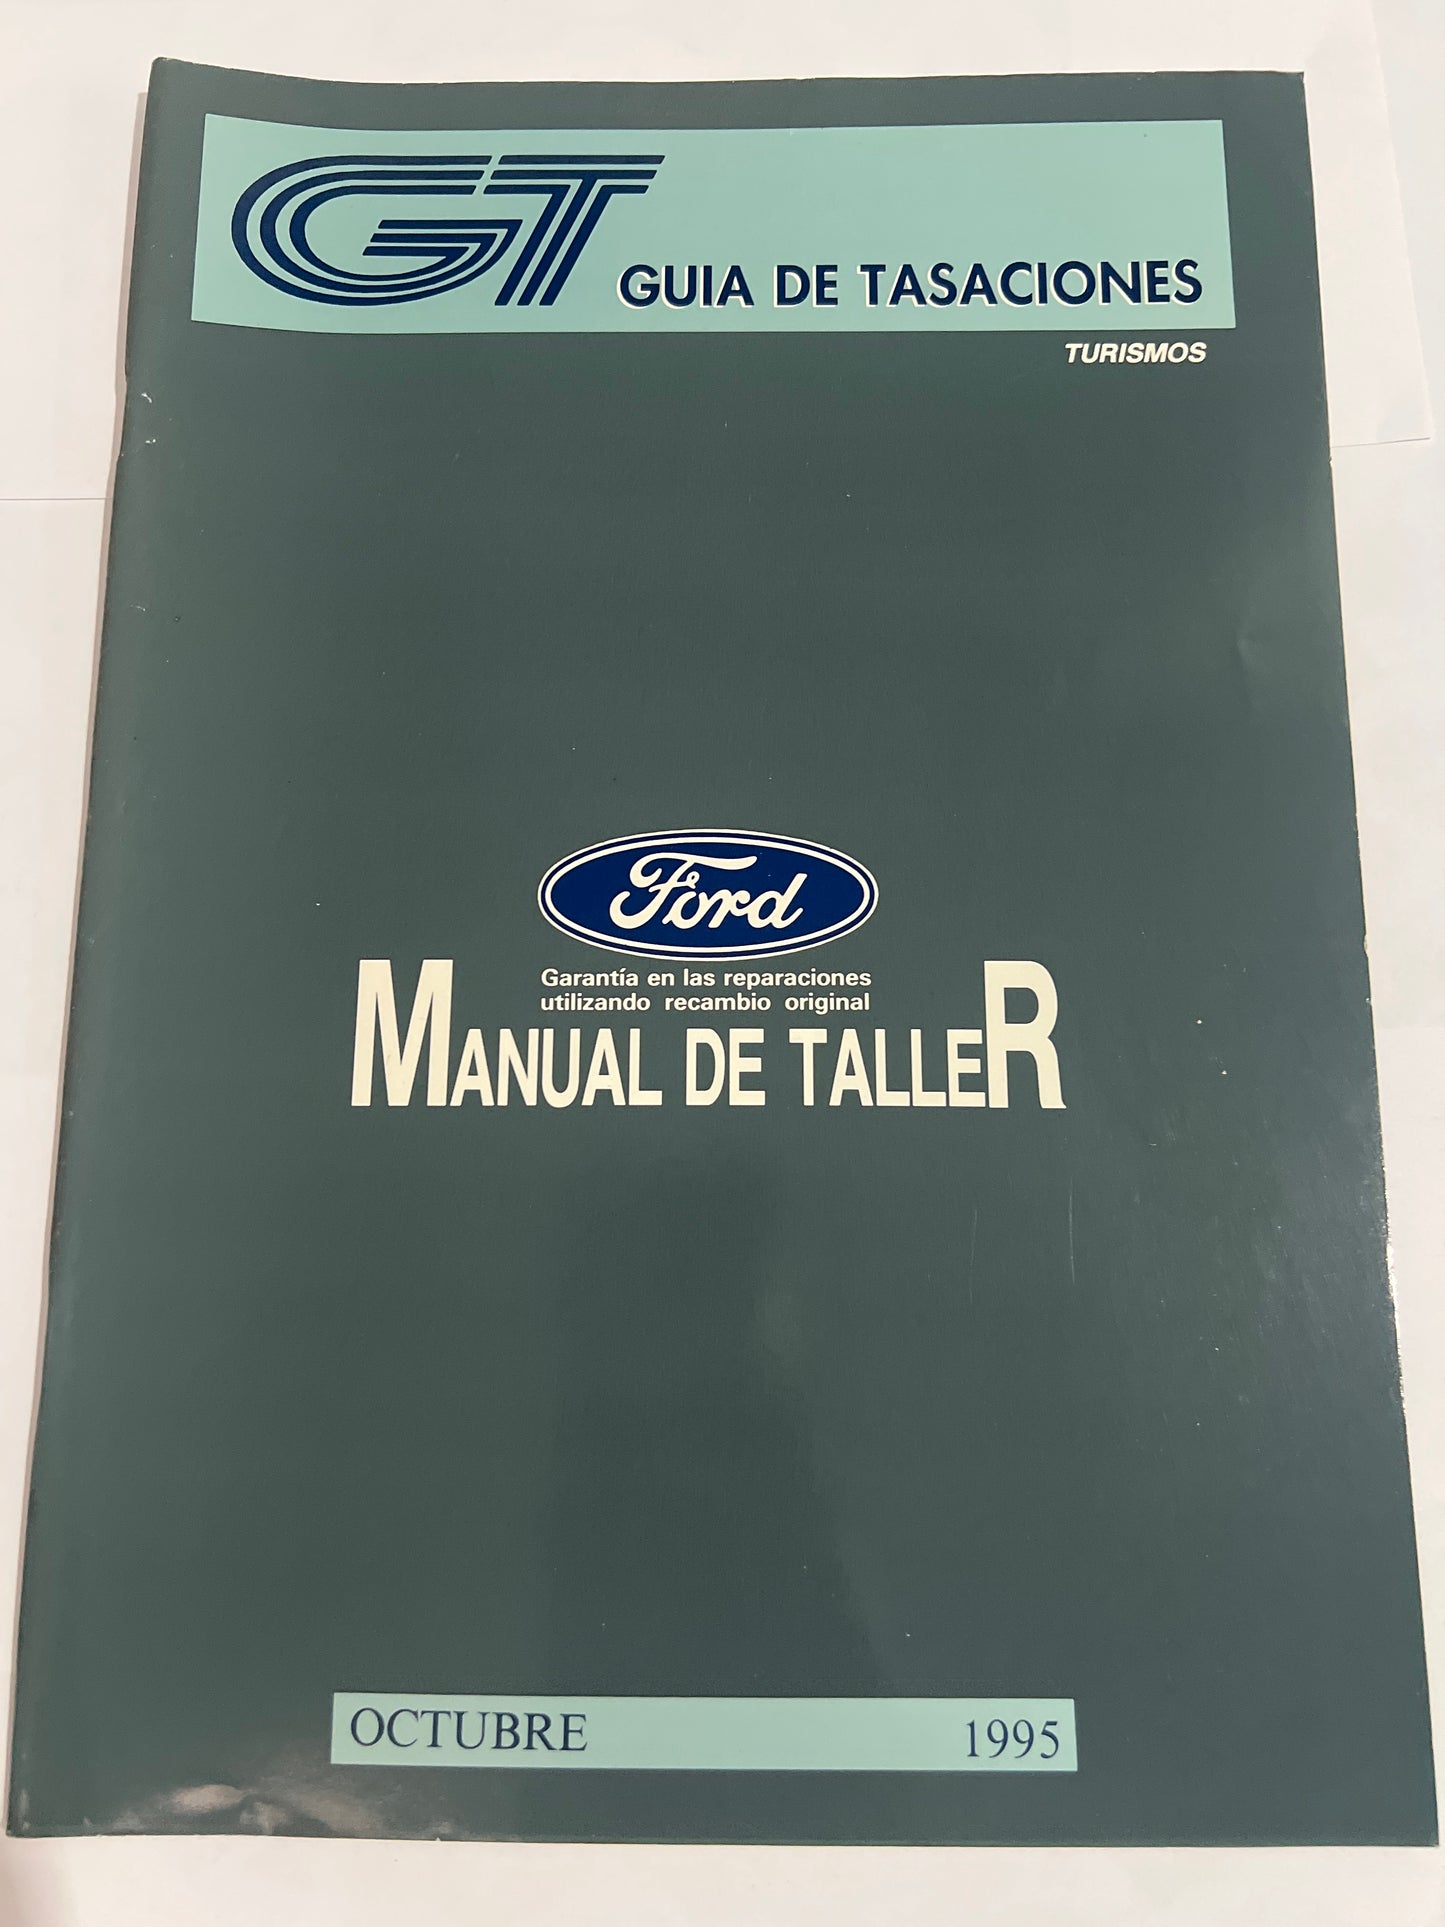 GT GUIA DE TASACIONES
TURISMOS
Ford
Garantía en las reparaciones
utilizando recambio original
MANUAL DE TALLER
OCTUBRE 1995